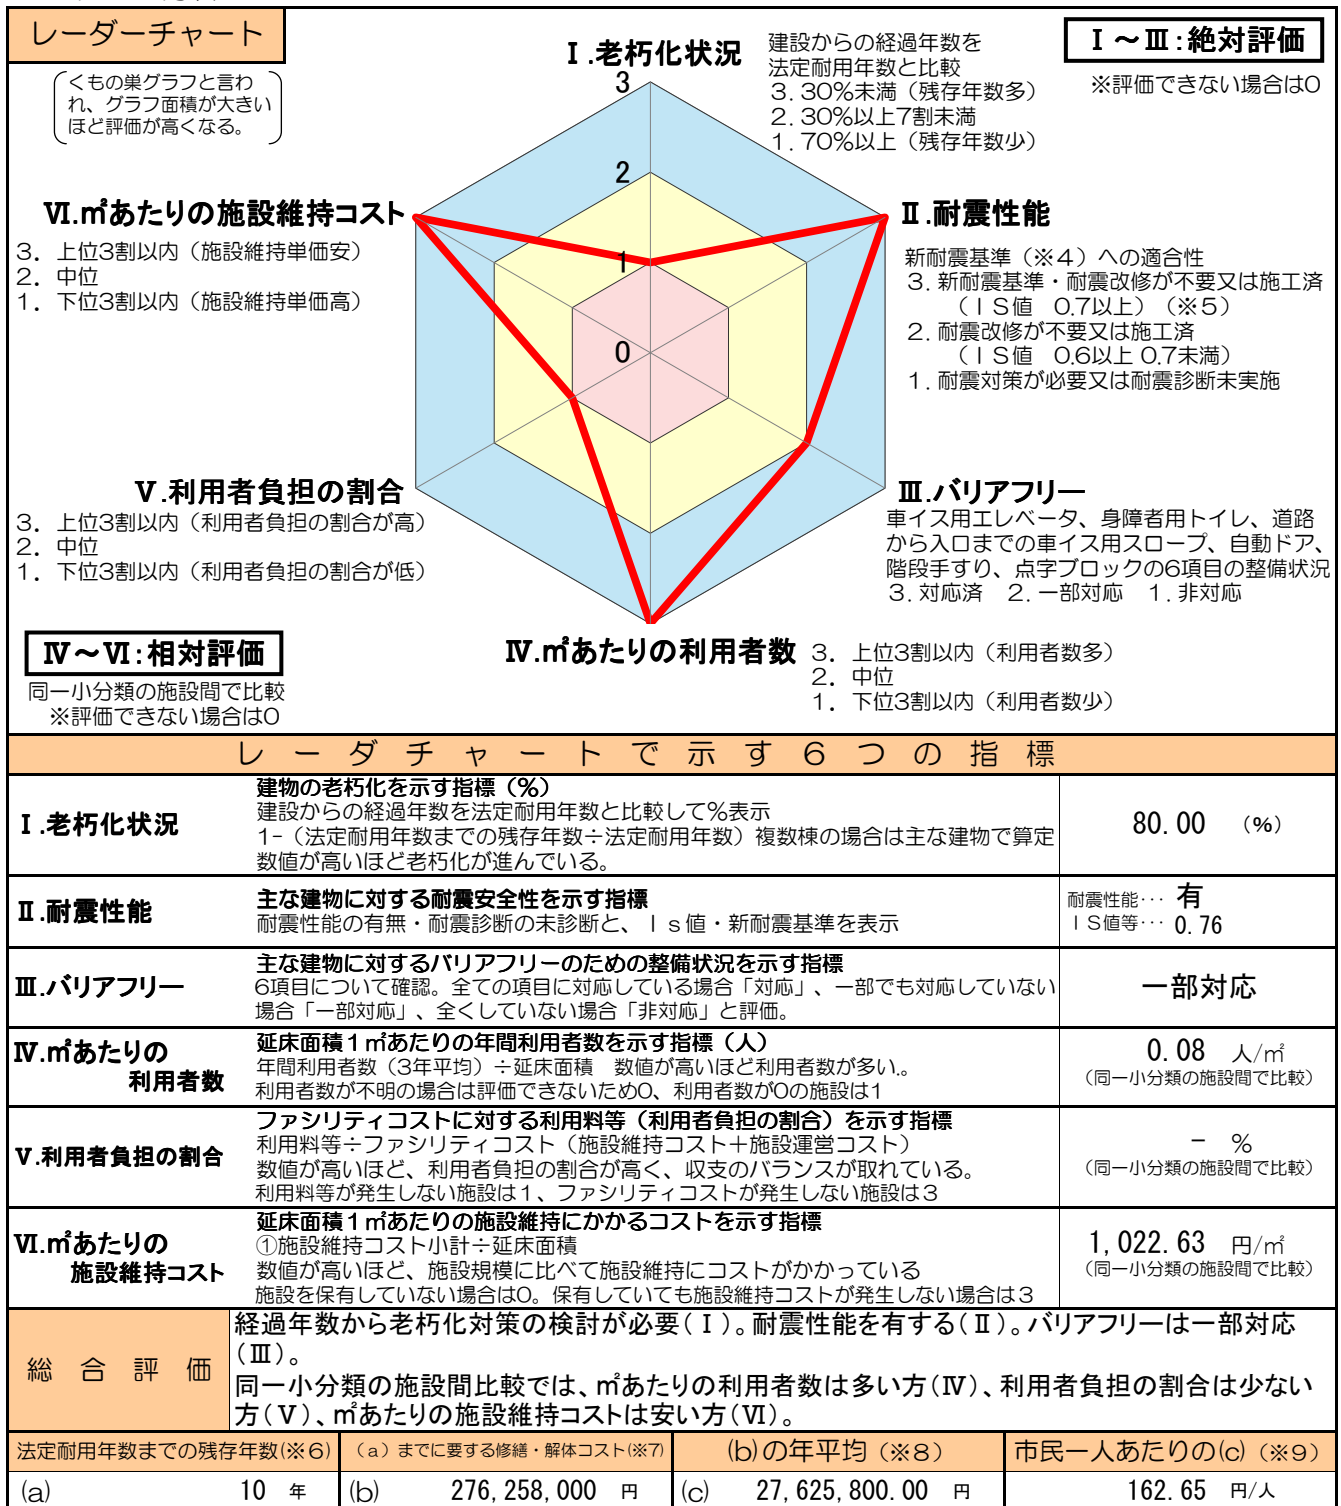 レーダーチャート
くもの巣グラフと言わ
れ、グラフ面積が大きい
ほど評価が高くなる。
Ⅰ.老朽化状況
建設からの経過年数を
法定耐用年数と比較
3. 30%未満（残存年数多）
2. 30%以上7割未満
1. 70%以上（残存年数少）
Ⅰ～Ⅲ:絶対評価
※評価できない場合は0
3
2
1
0
Ⅵ.㎡あたりの施設維持コスト
3. 上位3割以内（施設維持単価安）
2. 中位
1. 下位3割以内（施設維持単価高）
Ⅱ.耐震性能
新耐震基準（※４）への適合性
3. 新耐震基準・耐震改修が不要又は施工済
（ＩＳ値　0.7以上）（※５）
2. 耐震改修が不要又は施工済
（ＩＳ値　0.6以上 0.7未満）
1. 耐震対策が必要又は耐震診断未実施
Ⅴ.利用者負担の割合
3. 上位3割以内（利用者負担の割合が高）
2. 中位
1. 下位3割以内（利用者負担の割合が低）
Ⅲ.バリアフリー
車イス用エレベータ、身障者用トイレ、道路
から入口までの車イス用スロープ、自動ドア、
階段手すり、点字ブロックの6項目の整備状況
3. 対応済　2. 一部対応　1. 非対応
Ⅳ～Ⅵ:相対評価
同一小分類の施設間で比較
※評価できない場合は0
Ⅳ.㎡あたりの利用者数
3. 上位3割以内（利用者数多）
2. 中位
1. 下位3割以内（利用者数少）
レーダチャートで示す６つの指標
Ⅰ.老朽化状況
建物の老朽化を示す指標（%）
建設からの経過年数を法定耐用年数と比較して%表示
1-（法定耐用年数までの残存年数÷法定耐用年数）複数棟の場合は主な建物で算定
数値が高いほど老朽化が進んでいる。
80.00　（%）
Ⅱ.耐震性能
主な建物に対する耐震安全性を示す指標
耐震性能の有無・耐震診断の未診断と、Ｉｓ値・新耐震基準を表示
耐震性能… 有
ＩＳ値等… 0.76
Ⅲ.バリアフリー
主な建物に対するバリアフリーのための整備状況を示す指標
6項目について確認。全ての項目に対応している場合「対応」、一部でも対応していない
場合「一部対応」、全くしていない場合「非対応」と評価。
一部対応
Ⅳ.㎡あたりの
利用者数
延床面積１㎡あたりの年間利用者数を示す指標（人）
年間利用者数（3年平均）÷延床面積　数値が高いほど利用者数が多い。
利用者数が不明の場合は評価できないため0、利用者数が0の施設は1
0.08　人/㎡
（同一小分類の施設間で比較）
Ⅴ.利用者負担の割合
ファシリティコストに対する利用料等（利用者負担の割合）を示す指標
利用料等÷ファシリティコスト（施設維持コスト＋施設運営コスト）
数値が高いほど、利用者負担の割合が高く、収支のバランスが取れている。
利用料等が発生しない施設は１、ファシリティコストが発生しない施設は３
－　%
（同一小分類の施設間で比較）
Ⅵ.㎡あたりの
施設維持コスト
延床面積１㎡あたりの施設維持にかかるコストを示す指標
①施設維持コスト小計÷延床面積
数値が高いほど、施設規模に比べて施設維持にコストがかかっている
施設を保有していない場合は0。保有していても施設維持コストが発生しない場合は３
1,022.63　円/㎡
（同一小分類の施設間で比較）
総合評価
経過年数から老朽化対策の検討が必要(Ⅰ)。耐震性能を有する(Ⅱ)。バリアフリーは一部対応
(Ⅲ)。
同一小分類の施設間比較では、㎡あたりの利用者数は多い方(Ⅳ)、利用者負担の割合は少ない
方(Ⅴ)、㎡あたりの施設維持コストは安い方(Ⅵ)。
法定耐用年数までの残存年数(※6)
（a）までに要する修繕・解体コスト(※7)
(b)の年平均（※8）
市民一人あたりの(c)（※9）
(a)　10 年
(b)　276,258,000 円
(c)　27,625,800.00 円
162.65 円/人